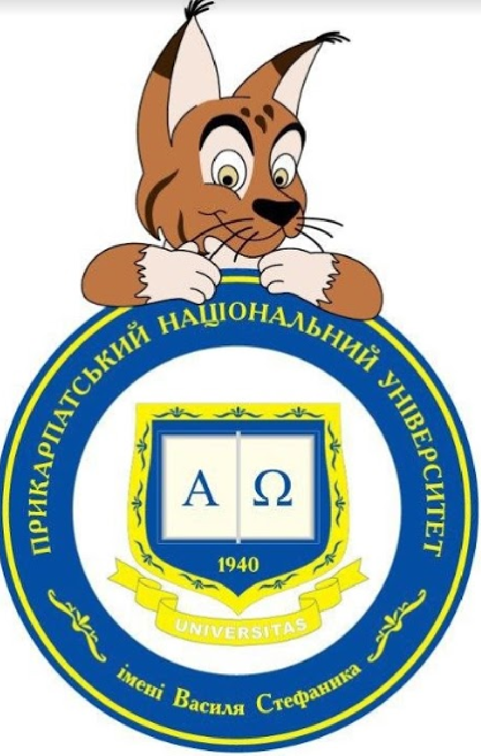 ПРИКАРПАТСЬКИЙ НАЦІОНАЛЬНИЙ УНІВЕРСИТЕТ
Α Ω
1940
UNIVERSITAS
імені Василя Стефаника